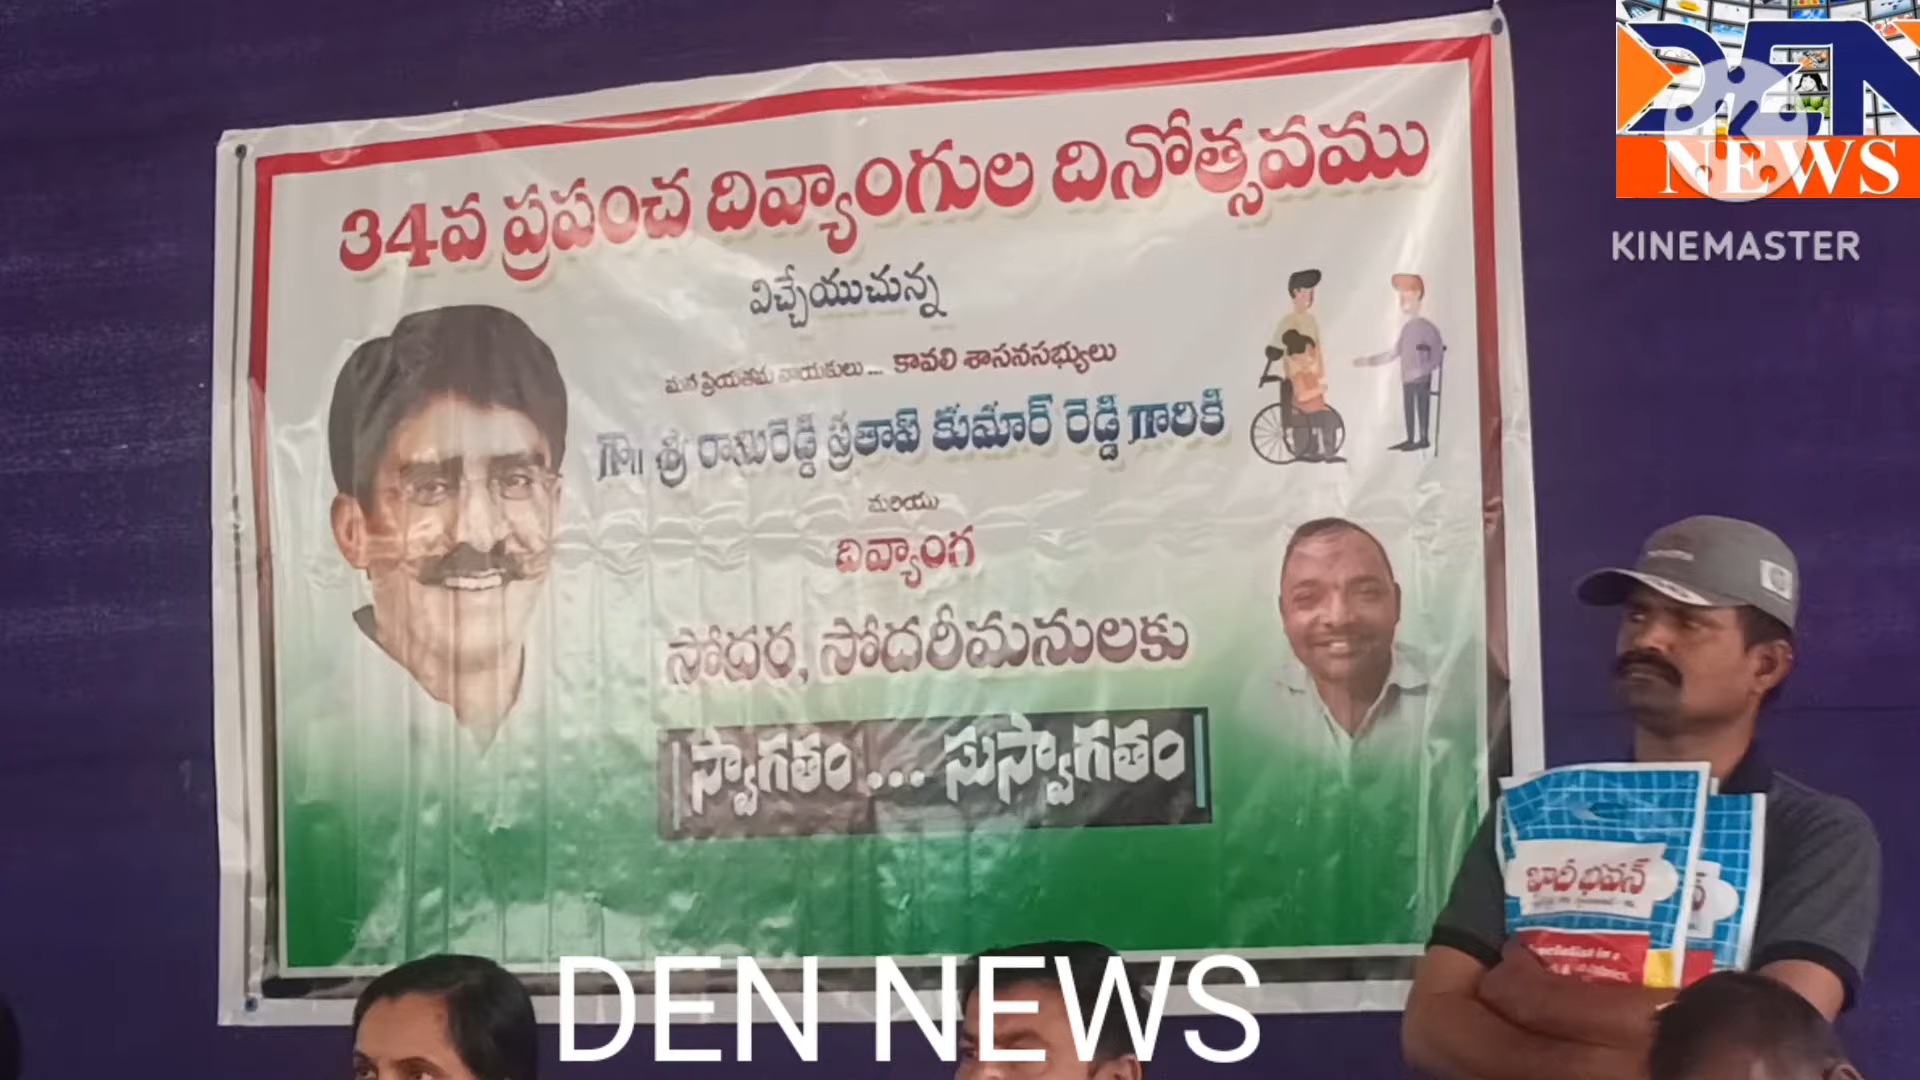 34వ ప్రపంచ దివ్యాంగుల దినోత్సవము
విచ్చేయుచున్న
మన ప్రియతమ నాయకులు... కావలి శాసనసభ్యులు
గౌ॥ శ్రీ రామిరెడ్డి ప్రతాప్ కుమార్ రెడ్డి గారికి
మరియు
దివ్యాంగ
సోదర, సోదరీమనులకు
స్వాగతం... సుస్వాగతం
DEN
NEWS
KINEMASTER
ఖాదీ భవన్
DEN NEWS